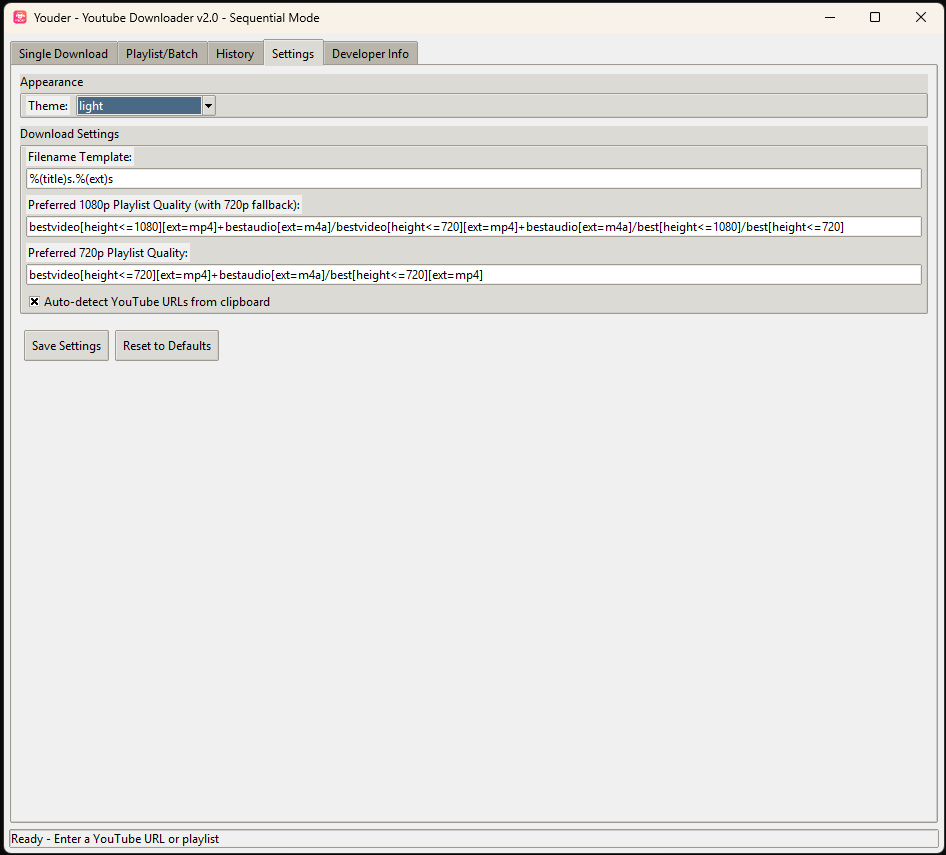 Youder - Youtube Downloader v2.0 - Sequential Mode
Single Download Playlist/Batch History Settings Developer Info
Appearance
Theme: light
Download Settings
Filename Template:
%(title)s.%(ext)s
Preferred 1080p Playlist Quality (with 720p fallback):
bestvideo[height<=1080][ext=mp4]+bestaudio[ext=m4a]/bestvideo[height<=720][ext=mp4]+bestaudio[ext=m4a]/best[height<=1080]/best[height<=720]
Preferred 720p Playlist Quality:
bestvideo[height<=720][ext=mp4]+bestaudio[ext=m4a]/best[height<=720][ext=mp4]
Auto-detect YouTube URLs from clipboard
Save Settings Reset to Defaults
Ready - Enter a YouTube URL or playlist